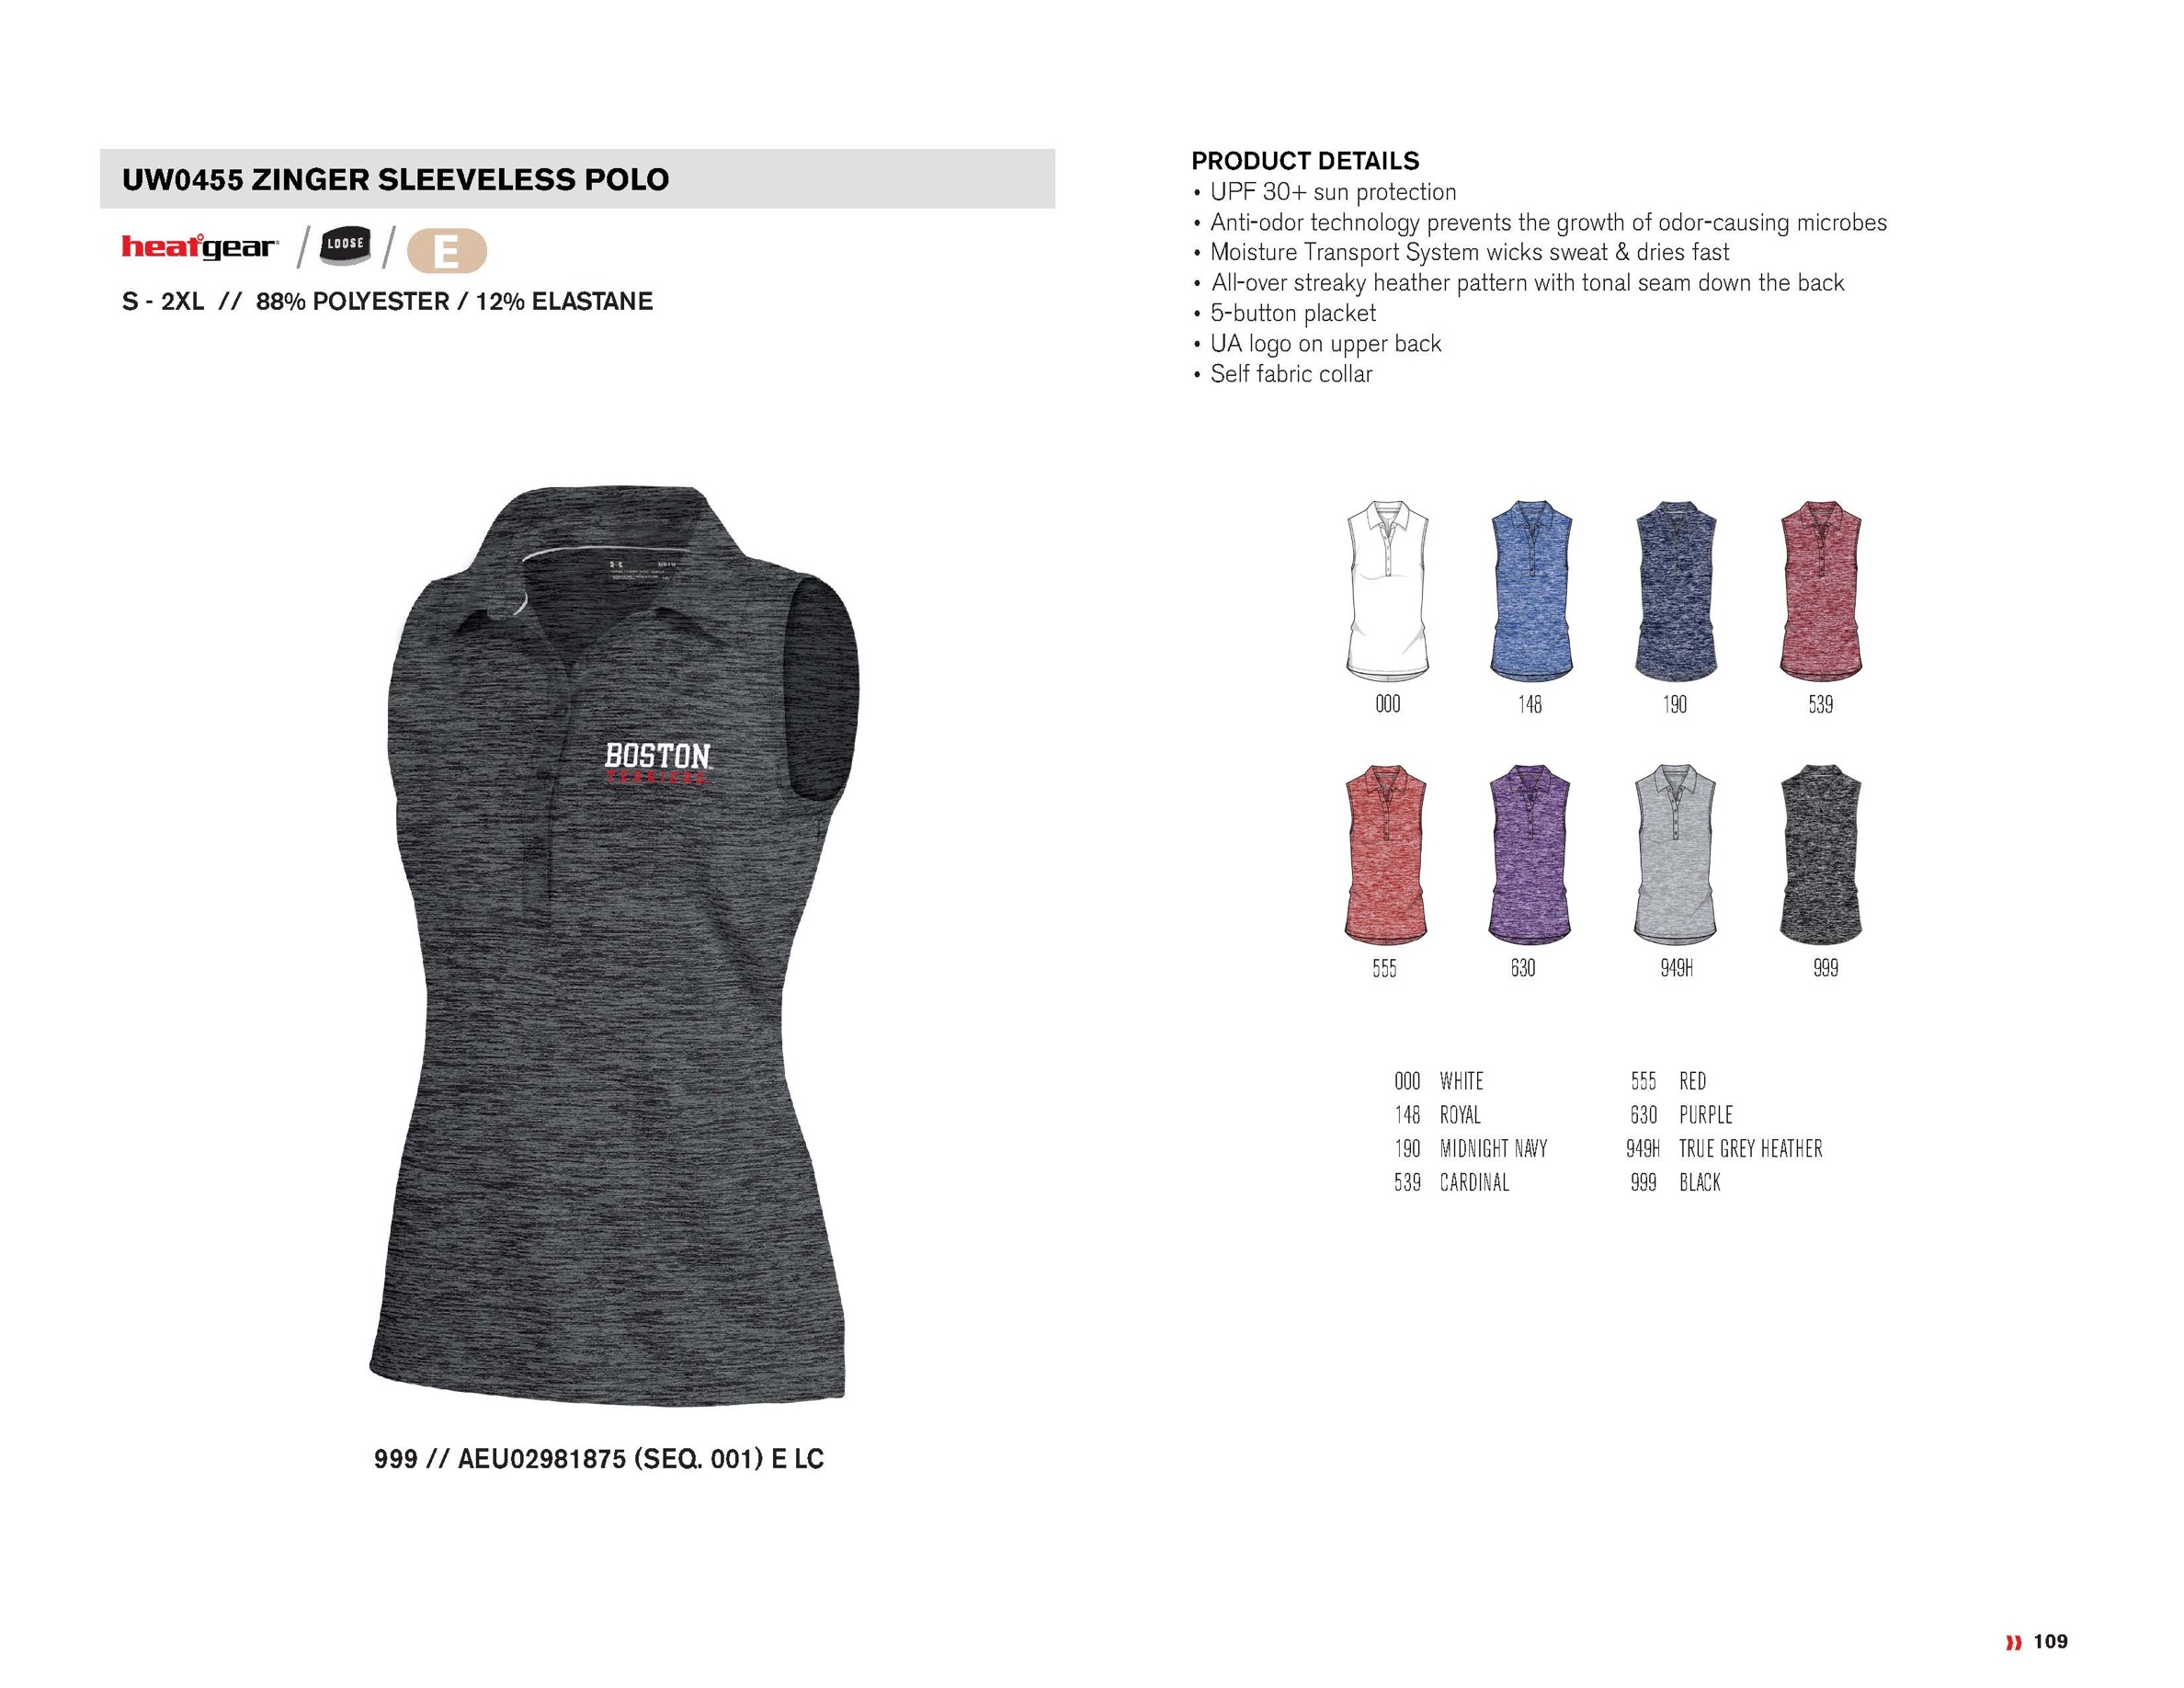 UW0455 ZINGER SLEEVELESS POLO
heatgear / LOOSE / E
S - 2XL // 88% POLYESTER / 12% ELASTANE
PRODUCT DETAILS
• UPF 30+ sun protection
• Anti-odor technology prevents the growth of odor-causing microbes
• Moisture Transport System wicks sweat & dries fast
• All-over streaky heather pattern with tonal seam down the back
• 5-button placket
• UA logo on upper back
• Self fabric collar
BOSTON
TERRIERS
999 // AEU02981875 (SEQ. 001) E LC
000 148 190 539
555 630 949H 999
000 WHITE 555 RED
148 ROYAL 630 PURPLE
190 MIDNIGHT NAVY 949H TRUE GREY HEATHER
539 CARDINAL 999 BLACK
109